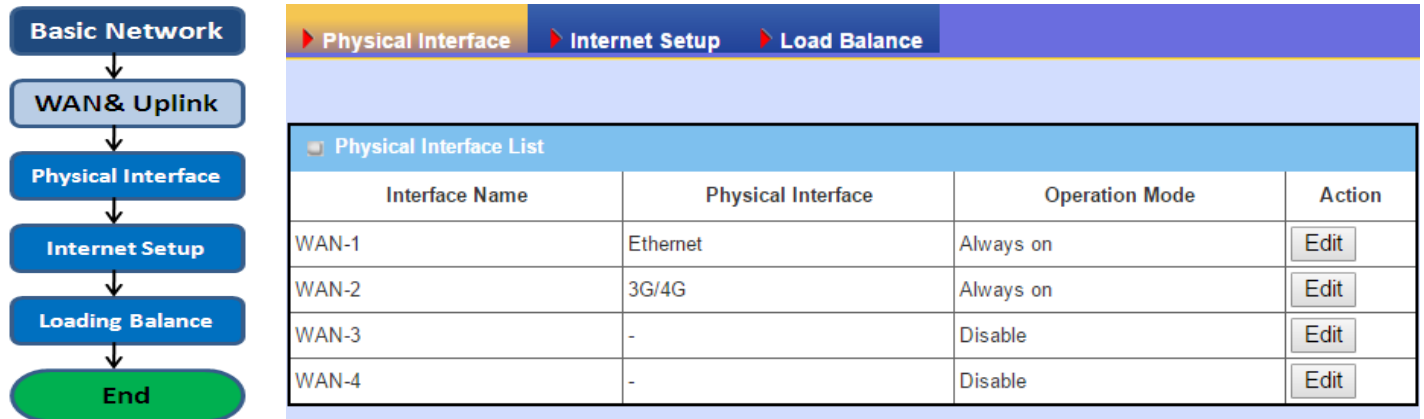 Basic Network
WAN& Uplink
Physical Interface
Internet Setup
Loading Balance
End
Physical Interface Internet Setup Load Balance
Physical Interface List
Interface Name Physical Interface Operation Mode Action
WAN-1 Ethernet Always on Edit
WAN-2 3G/4G Always on Edit
WAN-3 - Disable Edit
WAN-4 - Disable Edit